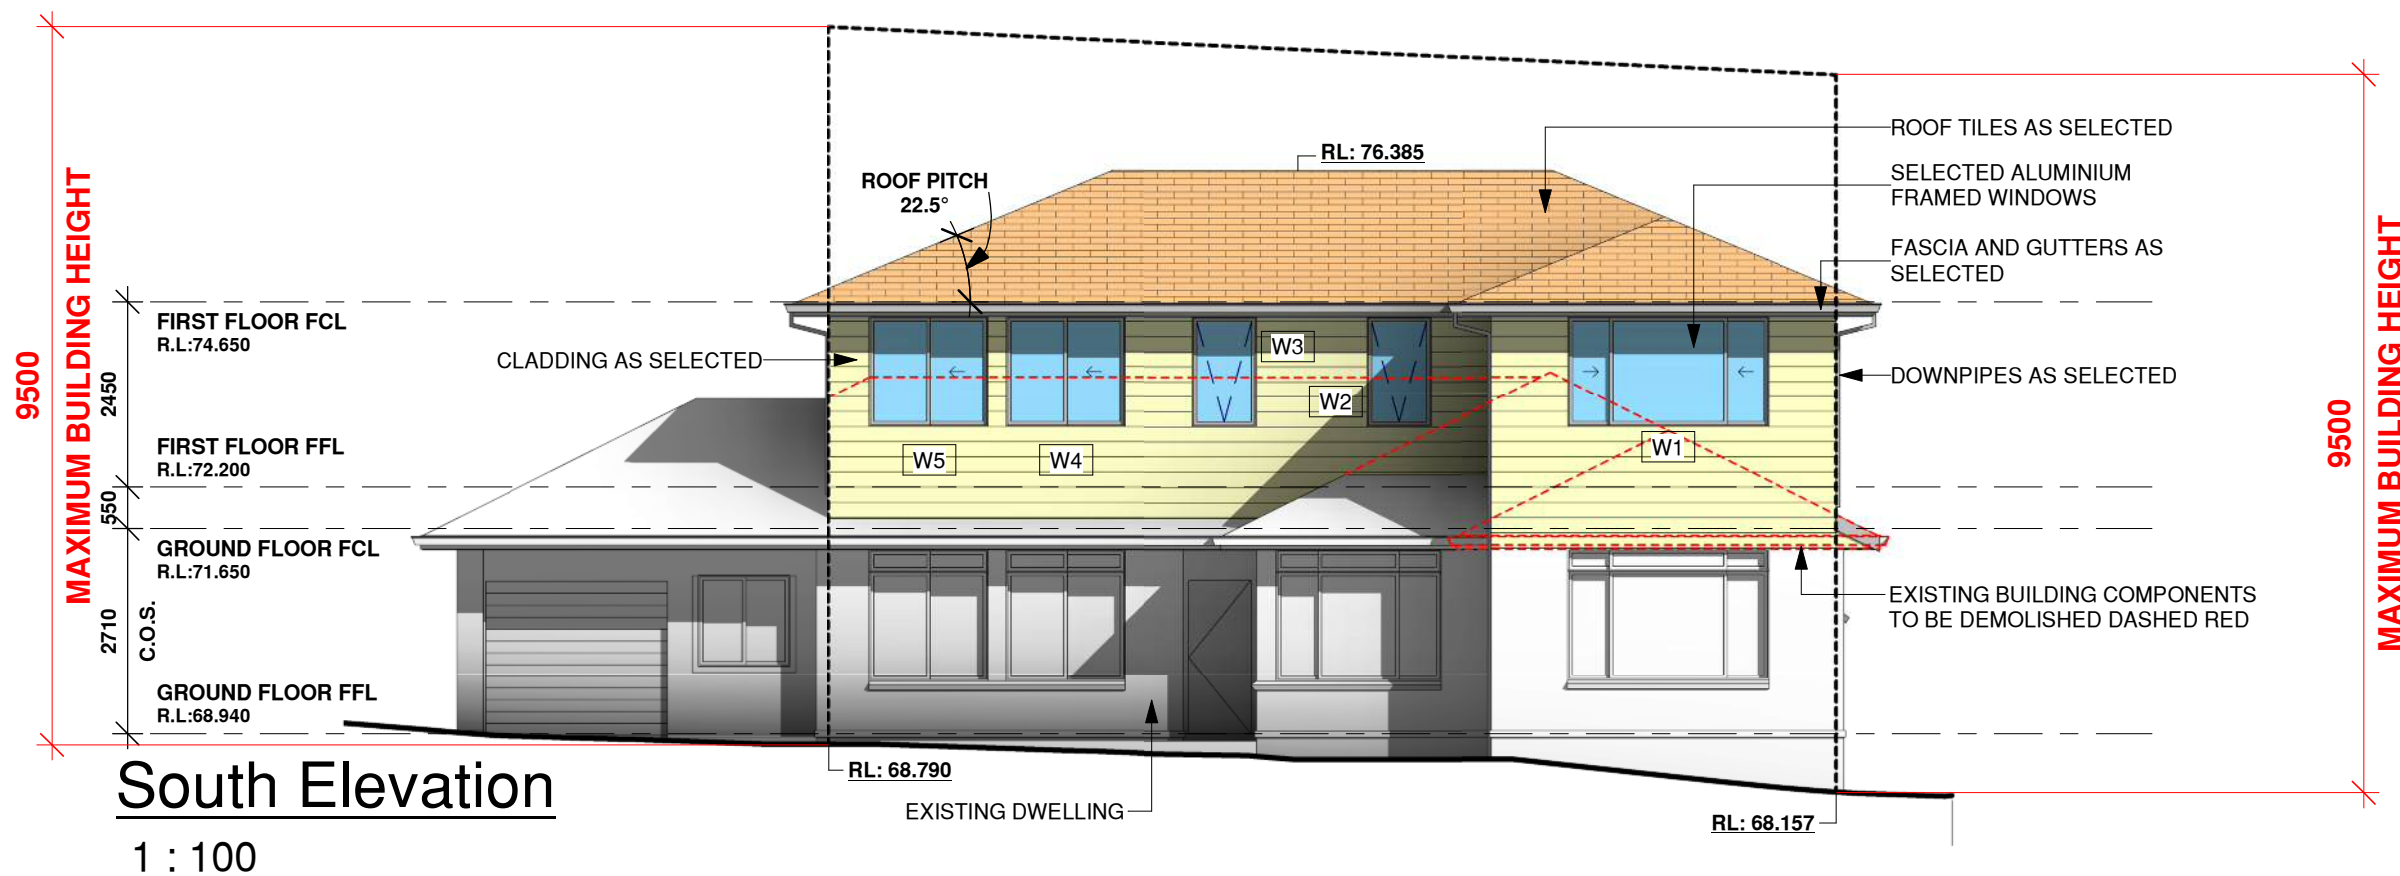 9500
MAXIMUM BUILDING HEIGHT
2450
550
2710
C.O.S.
FIRST FLOOR FCL
R.L:74.650
FIRST FLOOR FFL
R.L:72.200
GROUND FLOOR FCL
R.L:71.650
GROUND FLOOR FFL
R.L:68.940
ROOF PITCH
22.5°
RL: 76.385
CLADDING AS SELECTED
W3
W2
W5
W4
W1
ROOF TILES AS SELECTED
SELECTED ALUMINIUM
FRAMED WINDOWS
FASCIA AND GUTTERS AS
SELECTED
DOWNPIPES AS SELECTED
EXISTING BUILDING COMPONENTS
TO BE DEMOLISHED DASHED RED
9500
MAXIMUM BUILDING HEIGHT
RL: 68.790
EXISTING DWELLING
RL: 68.157
South Elevation
1 : 100